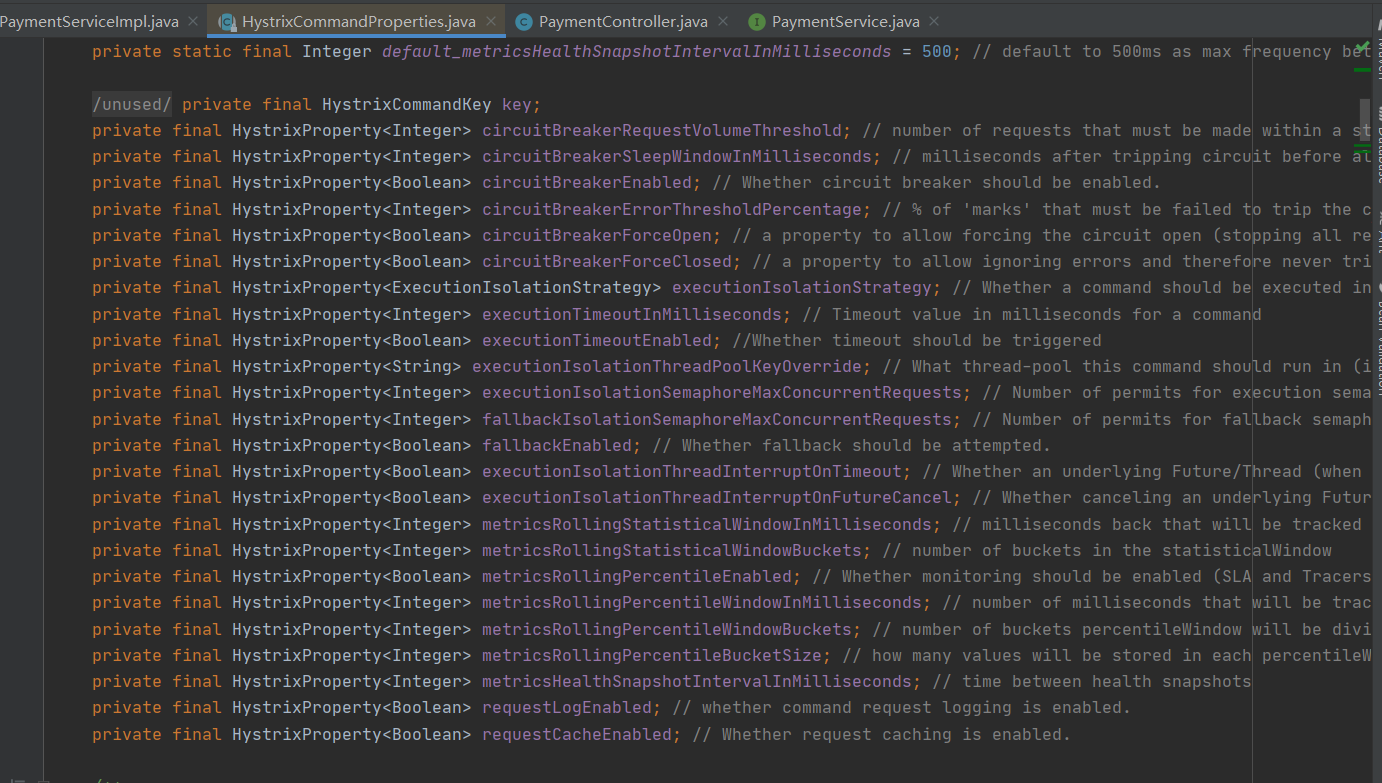 PaymentServiceImpl.java HystrixCommandProperties.java PaymentController.java PaymentService.java
private static final Integer default_metricsHealthSnapshotIntervalInMilliseconds = 500; // default to 500ms as max frequency bet
/unused/ private final HystrixCommandKey key;
private final HystrixProperty<Integer> circuitBreakerRequestVolumeThreshold; // number of requests that must be made within a st
private final HystrixProperty<Integer> circuitBreakerSleepWindowInMilliseconds; // milliseconds after tripping circuit before al
private final HystrixProperty<Boolean> circuitBreakerEnabled; // Whether circuit breaker should be enabled.
private final HystrixProperty<Integer> circuitBreakerErrorThresholdPercentage; // % of 'marks' that must be failed to trip the c
private final HystrixProperty<Boolean> circuitBreakerForceOpen; // a property to allow forcing the circuit open (stopping all re
private final HystrixProperty<Boolean> circuitBreakerForceClosed; // a property to allow ignoring errors and therefore never tri
private final HystrixProperty<ExecutionIsolationStrategy> executionIsolationStrategy; // Whether a command should be executed in
private final HystrixProperty<Integer> executionTimeoutInMilliseconds; // Timeout value in milliseconds for a command
private final HystrixProperty<Boolean> executionTimeoutEnabled; //Whether timeout should be triggered
private final HystrixProperty<String> executionIsolationThreadPoolKeyOverride; // What thread-pool this command should run in (i
private final HystrixProperty<Integer> executionIsolationSemaphoreMaxConcurrentRequests; // Number of permits for execution sema
private final HystrixProperty<Integer> fallbackIsolationSemaphoreMaxConcurrentRequests; // Number of permits for fallback semaph
private final HystrixProperty<Boolean> fallbackEnabled; // Whether fallback should be attempted.
private final HystrixProperty<Boolean> executionIsolationThreadInterruptOnTimeout; // Whether an underlying Future/Thread (when
private final HystrixProperty<Boolean> executionIsolationThreadInterruptOnFutureCancel; // Whether canceling an underlying Futur
private final HystrixProperty<Integer> metricsRollingStatisticalWindowInMilliseconds; // milliseconds back that will be tracked
private final HystrixProperty<Integer> metricsRollingStatisticalWindowBuckets; // number of buckets in the statisticalWindow
private final HystrixProperty<Boolean> metricsRollingPercentileEnabled; // Whether monitoring should be enabled (SLA and Tracers
private final HystrixProperty<Integer> metricsRollingPercentileWindowInMilliseconds; // number of milliseconds that will be trac
private final HystrixProperty<Integer> metricsRollingPercentileWindowBuckets; // number of buckets percentileWindow will be divi
private final HystrixProperty<Integer> metricsRollingPercentileBucketSize; // how many values will be stored in each percentileW
private final HystrixProperty<Integer> metricsHealthSnapshotIntervalInMilliseconds; // time between health snapshots
private final HystrixProperty<Boolean> requestLogEnabled; // whether command request logging is enabled.
private final HystrixProperty<Boolean> requestCacheEnabled; // Whether request caching is enabled.